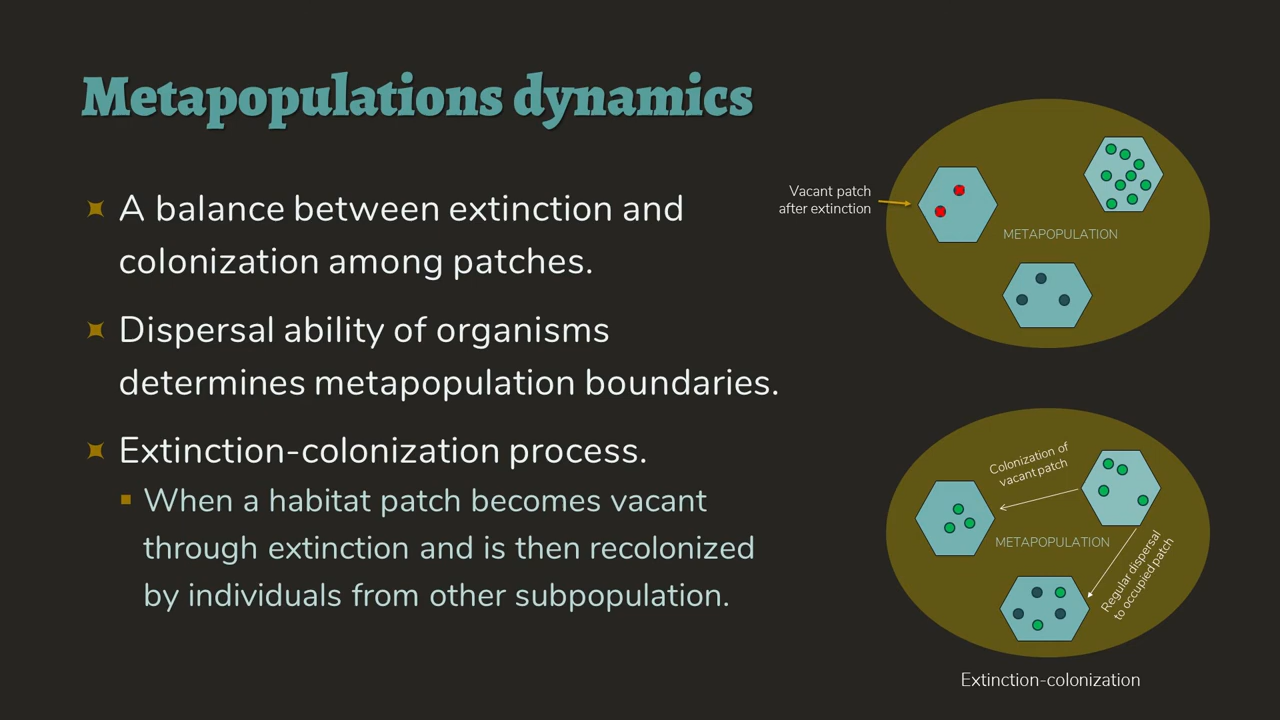 Metapopulations dynamics
A balance between extinction and
colonization among patches.
Dispersal ability of organisms
determines metapopulation boundaries.
Extinction-colonization process.
When a habitat patch becomes vacant
through extinction and is then recolonized
by individuals from other subpopulation.
Vacant patch
after extinction
METAPOPULATION
Colonization of
vacant patch
METAPOPULATION
Regular dispersal
to occupied patch
Extinction-colonization